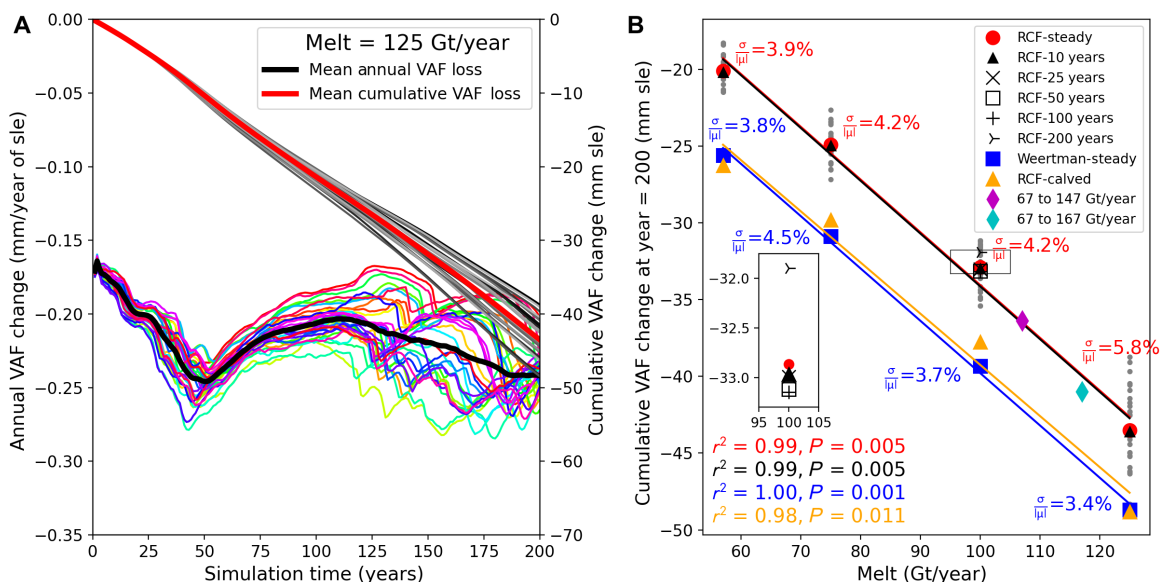 A
Melt = 125 Gt/year
Mean annual VAF loss
Mean cumulative VAF loss
Annual VAF change (mm/year of sle)
0.00
−0.05
−0.10
−0.15
−0.20
−0.25
−0.30
−0.35
0
25
50
75
100
125
150
175
200
Simulation time (years)
0
−10
−20
−30
−40
−50
−60
−70
Cumulative VAF change (mm sle)
B
RCF-steady
RCF-10 years
RCF-25 years
RCF-50 years
RCF-100 years
RCF-200 years
Weertman-steady
RCF-calved
67 to 147 Gt/year
67 to 167 Gt/year
Cumulative VAF change at year = 200 (mm sle)
−20
−25
−30
−35
−40
−45
−50
σ/|μ|=3.9%
σ/|μ|=3.8%
σ/|μ|=4.2%
σ/|μ|=4.5%
σ/|μ|=4.2%
σ/|μ|=3.7%
σ/|μ|=5.8%
σ/|μ|=3.4%
−32.0
−32.5
−33.0
95
100
105
r² = 0.99, P = 0.005
r² = 0.99, P = 0.005
r² = 1.00, P = 0.001
r² = 0.98, P = 0.011
60
70
80
90
100
110
120
Melt (Gt/year)